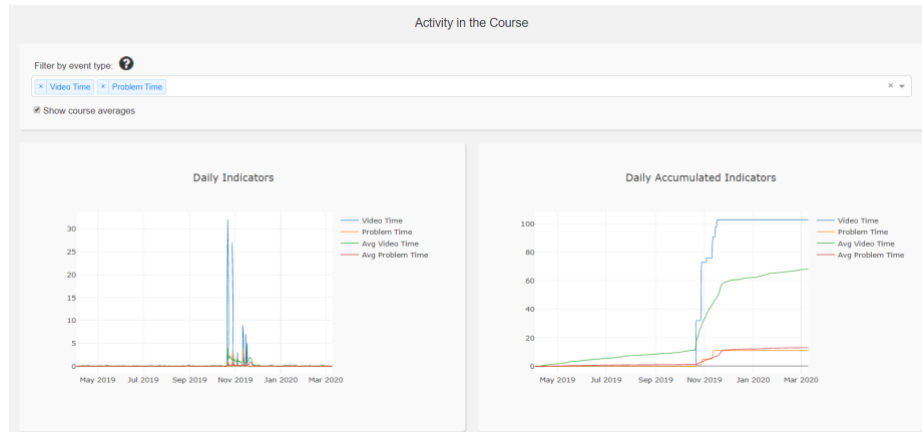 Activity in the Course
Filter by event type: ?
× Video Time × Problem Time × ▾
Show course averages
Daily Indicators
30
25
20
15
10
5
0
May 2019 Jul 2019 Sep 2019 Nov 2019 Jan 2020 Mar 2020
Video Time
Problem Time
Avg Video Time
Avg Problem Time
Daily Accumulated Indicators
100
80
60
40
20
0
May 2019 Jul 2019 Sep 2019 Nov 2019 Jan 2020 Mar 2020
Video Time
Problem Time
Avg Video Time
Avg Problem Time